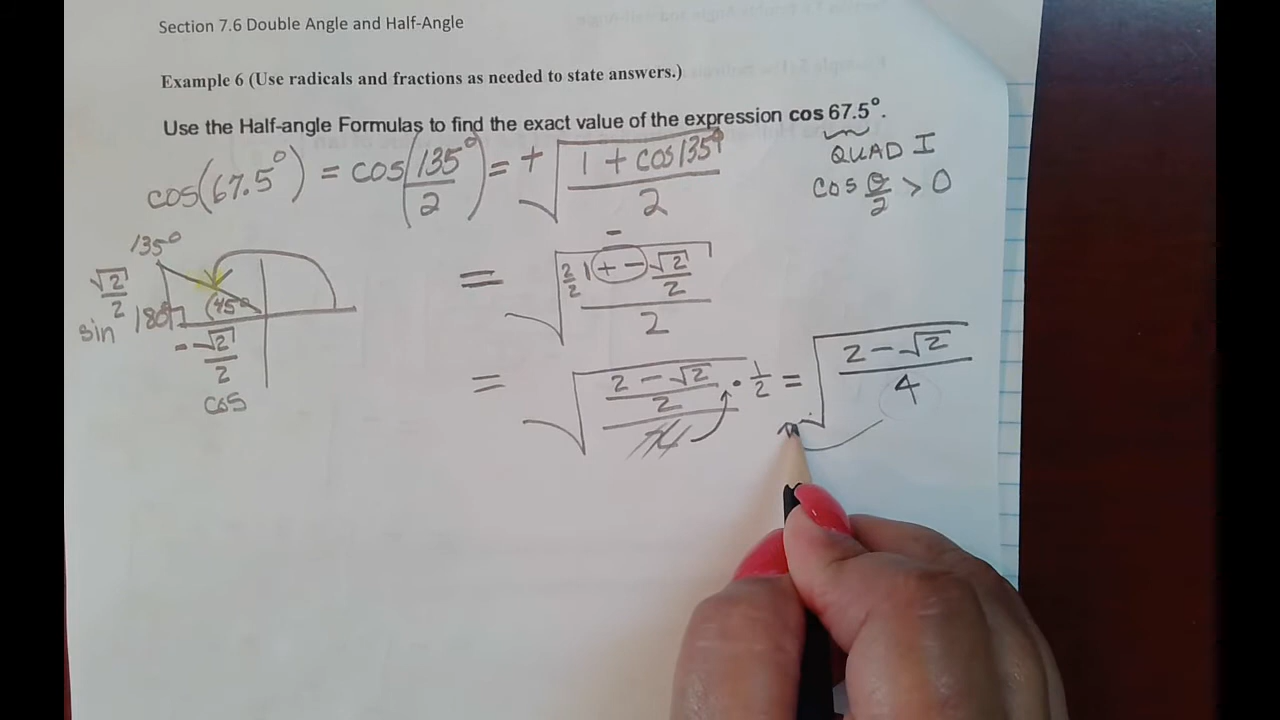 Section 7.6 Double Angle and Half-Angle
Example 6 (Use radicals and fractions as needed to state answers.)
Use the Half-angle Formulas to find the exact value of the expression cos 67.5°.
cos(67.5°) = cos(135°/2) = +√((1 + cos135°)/2)
QUAD I
cos θ/2 > 0
135°
√2/2
sin
180°
45°
-√2/2
cos
-
= √((2/2 1 + - √2/2)/2)
= √((2 - √2)/2 / 4 · 1/2) = √((2 - √2)/4)